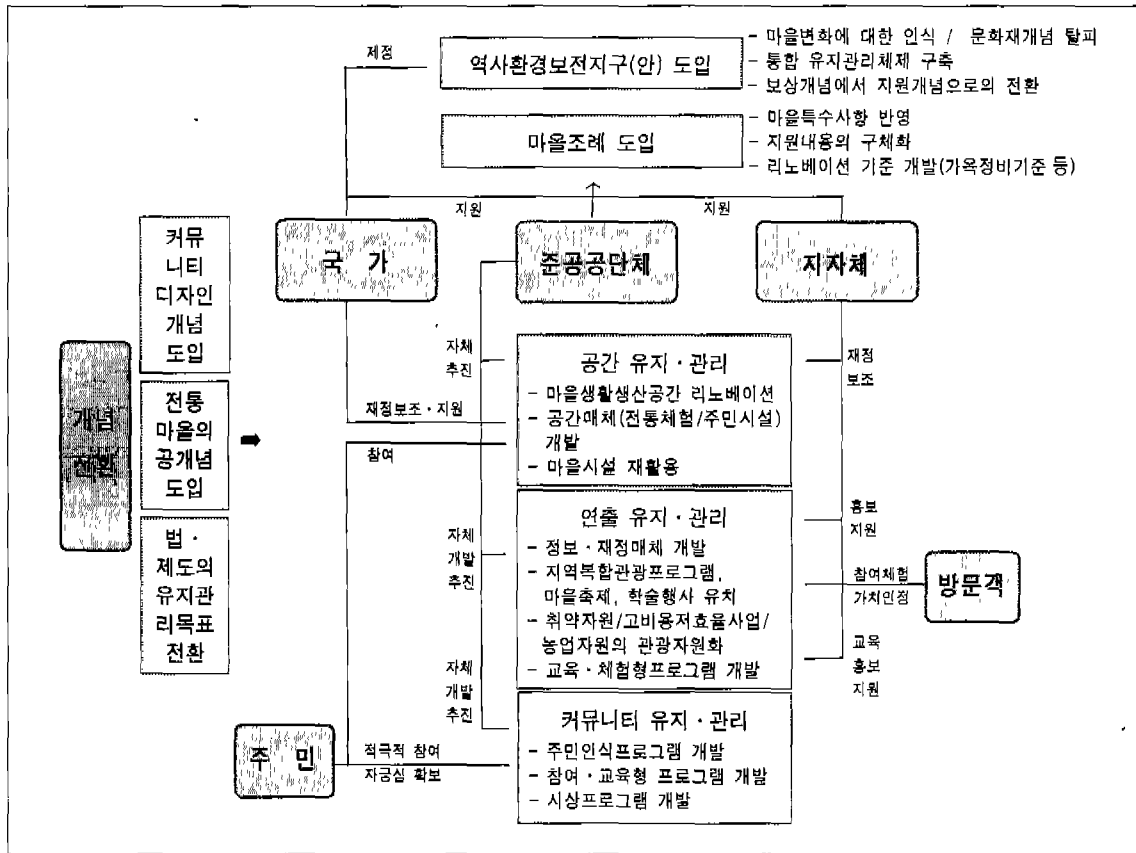 제정
역사환경보전지구(안) 도입
- 마을변화에 대한 인식 / 문화재개념 탈피
- 통합 유지관리체제 구축
- 보상개념에서 지원개념으로의 전환
마을조례 도입
- 마을특수사항 반영
- 지원내용의 구체화
- 리노베이션 기준 개발(가옥정비기준 등)
지원
지원
국 가
준공공단체
지자체
개념
전환
커뮤
니티
디자인
개념
도입
전통
마을의
공개념
도입
법·
제도의
유지관
리목표
전환
➡
자체
추진
재정보조·지원
참여
공간 유지·관리
- 마을생활생산공간 리노베이션
- 공간매체(전통체험/주민시설)
개발
- 마을시설 재활용
재정
보조
자체
개발
추진
연출 유지·관리
- 정보·재정매체 개발
- 지역복합관광프로그램,
마을축제, 학술행사 유치
- 취약자원/고비용저효율사업/
농업자원의 관광자원화
- 교육·체험형프로그램 개발
홍보
지원
참여체험
가치인정
방문객
교육
홍보
지원
자체
개발
추진
커뮤니티 유지·관리
- 주민인식프로그램 개발
- 참여·교육형 프로그램 개발
- 시상프로그램 개발
주 민
적극적 참여
자긍심 확보